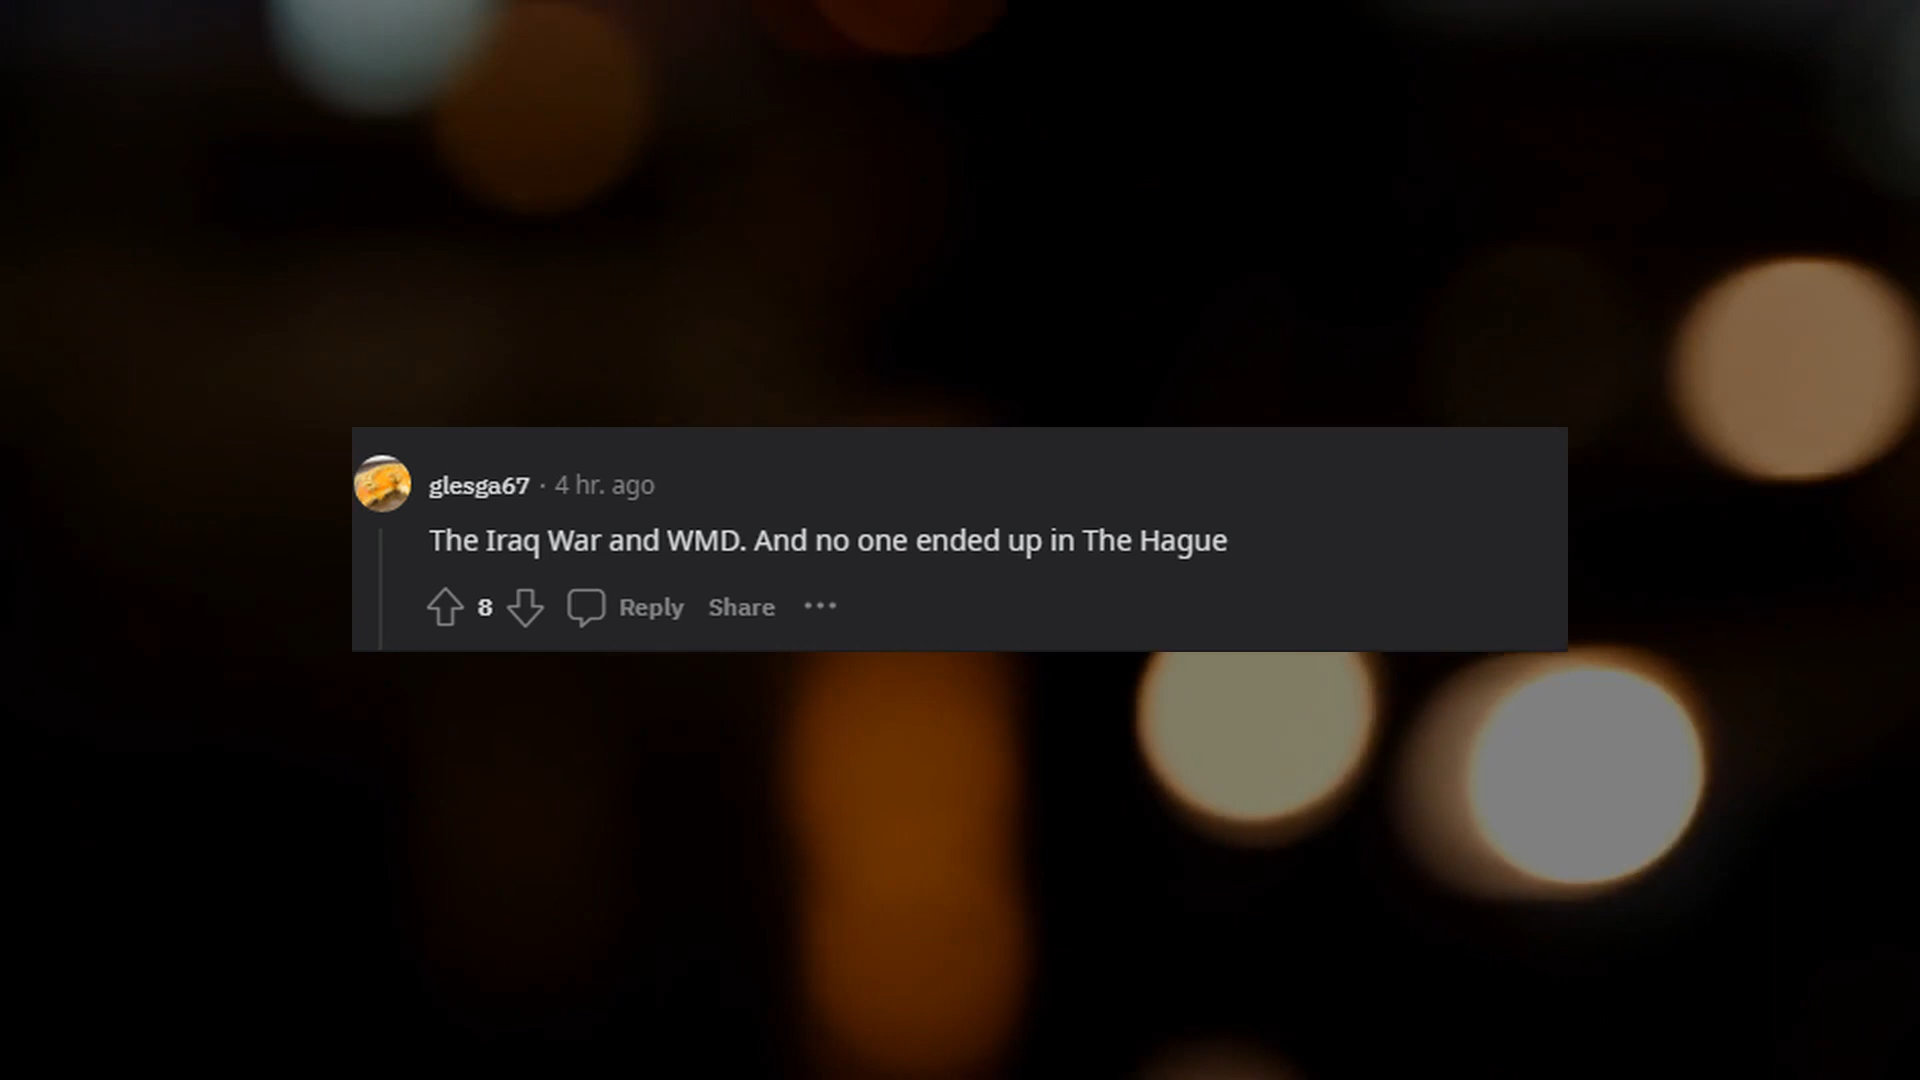 glesga67 · 4 hr. ago
The Iraq War and WMD. And no one ended up in The Hague
8 Reply Share ···